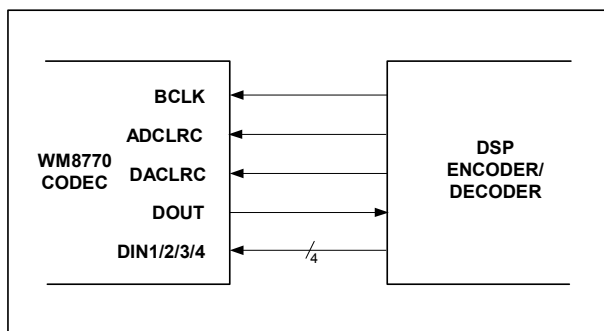 BCLK
ADCLRC
WM8770
CODEC
DACLRC
DOUT
DIN1/2/3/4
4
DSP
ENCODER/
DECODER